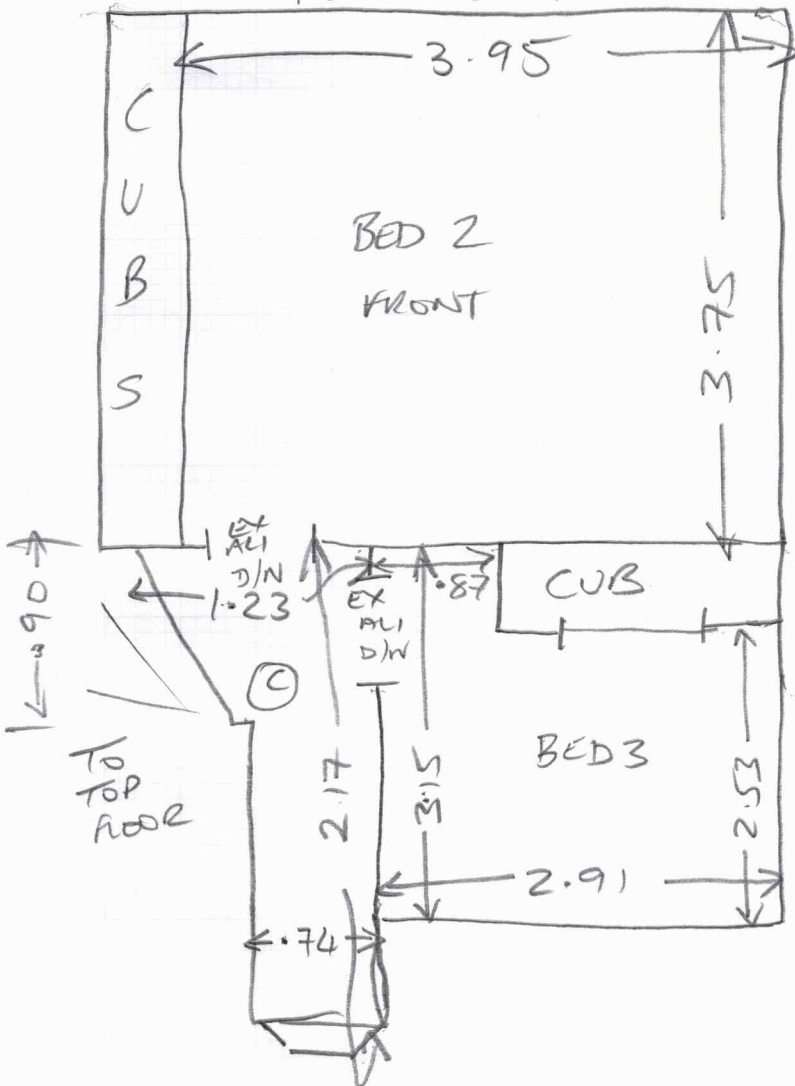 3.95
C
U
B
S
BED 2
FRONT
3.75
EX
ALI
D/N
.90
1.23
EX
ALI
D/N
.87
CUB
C
TO
TOP
FLOOR
2.17
3.15
BED 3
2.53
2.91
.74